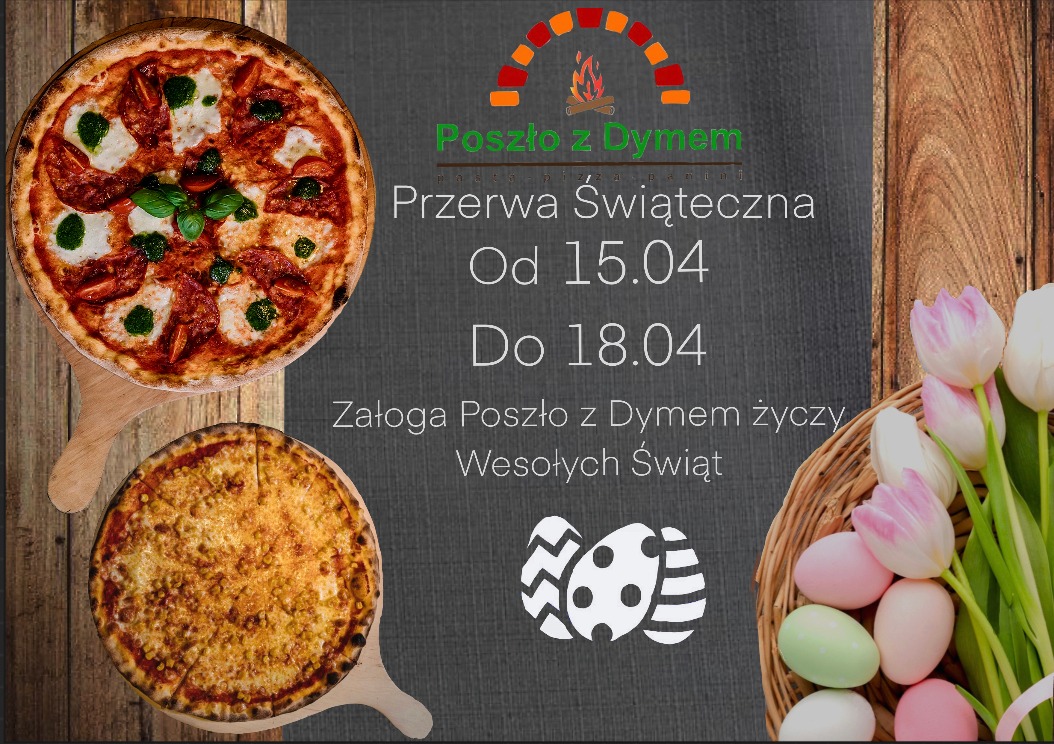 Poszło z Dymem
Przerwa Świąteczna
Od 15.04
Do 18.04
Załoga Poszło z Dymem życzy
Wesołych Świąt